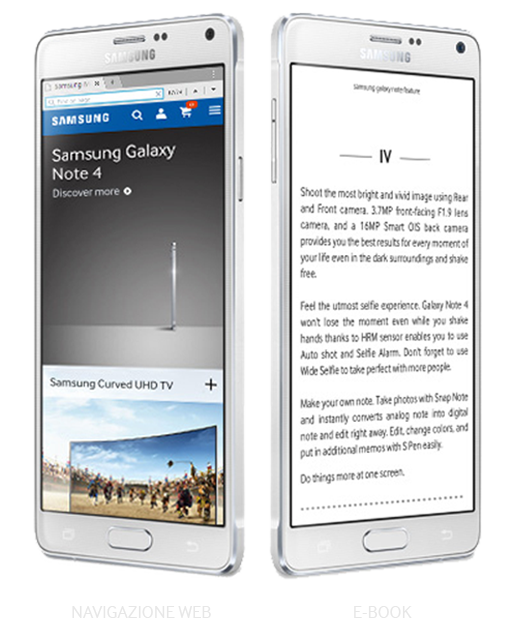 SAMSUNG
samsung
SAMSUNG
Samsung Galaxy
Note 4
Discover more
Samsung Curved UHD TV
SAMSUNG
samsung galaxy note feature
IV
Shoot the most bright and vivid image using Rear
and Front camera. 3.7MP front-facing F1.9 lens
camera, and a 16MP Smart OIS back camera
provides you the best results for every moment of
your life even in the dark surroundings and shake
free.
Feel the utmost selfie experience. Galaxy Note 4
won't lose the moment even while you shake
hands thanks to HRM sensor enables you to use
Auto shot and Selfie Alarm. Don't forget to use
Wide Selfie to take perfect with more people.
Make your own note. Take photos with Snap Note
and instantly converts analog note into digital
note and edit right away. Edit, change colors, and
put in additional memos with S Pen easily.
Do things more at one screen.
NAVIGAZIONE WEB
E-BOOK